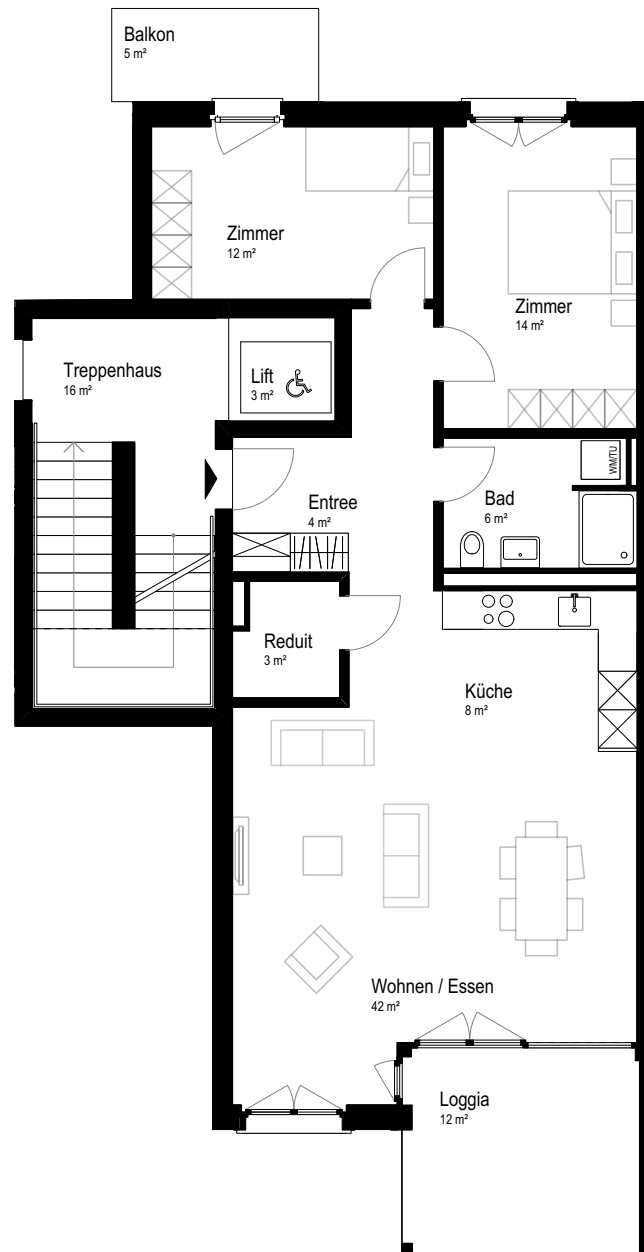 Balkon
5 m²
Zimmer
12 m²
Zimmer
14 m²
Treppenhaus
16 m²
Lift
3 m²
WM/TU
Entree
4 m²
Bad
6 m²
Reduit
3 m²
Küche
8 m²
Wohnen / Essen
42 m²
Loggia
12 m²